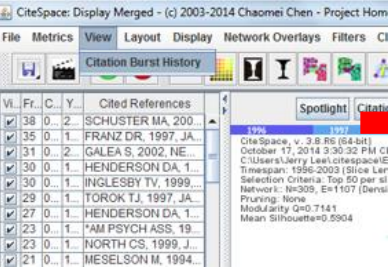 CiteSpace: Display Merged - (c) 2003-2014 Chaomei Chen - Project Hom
File Metrics View Layout Display Network Overlays Filters Cl
Citation Burst History
Vi... Fr... C... Y... Cited References
38 0... 2... SCHUSTER MA, 200...
35 0... 1... FRANZ DR, 1997, JA...
31 0... 2... GALEA S, 2002, NE...
30 0... 1... HENDERSON DA, 1...
30 0... 1... INGLESBY TV, 1999,...
29 0... 1... TOROK TJ, 1997, JA...
27 0... 1... HENDERSON DA, 1...
23 0... 1... *AM PSYCH ASS, 19...
23 0... 1... NORTH CS, 1999, J...
21 0... 1... MESELSON M, 1994...
Spotlight Citatio
1996 1997
CiteSpace, v. 3.8.R6 (64-bit)
October 17, 2014 3:30:32 PM C
C:\Users\Jerry Lee\.citespace\E
Timespan: 1996-2003 (Slice Len
Selection Criteria: Top 50 per sl
Network: N=309, E=1107 (Densi
Pruning: None
Modularity Q=0.7141
Mean Silhouette=0.5904